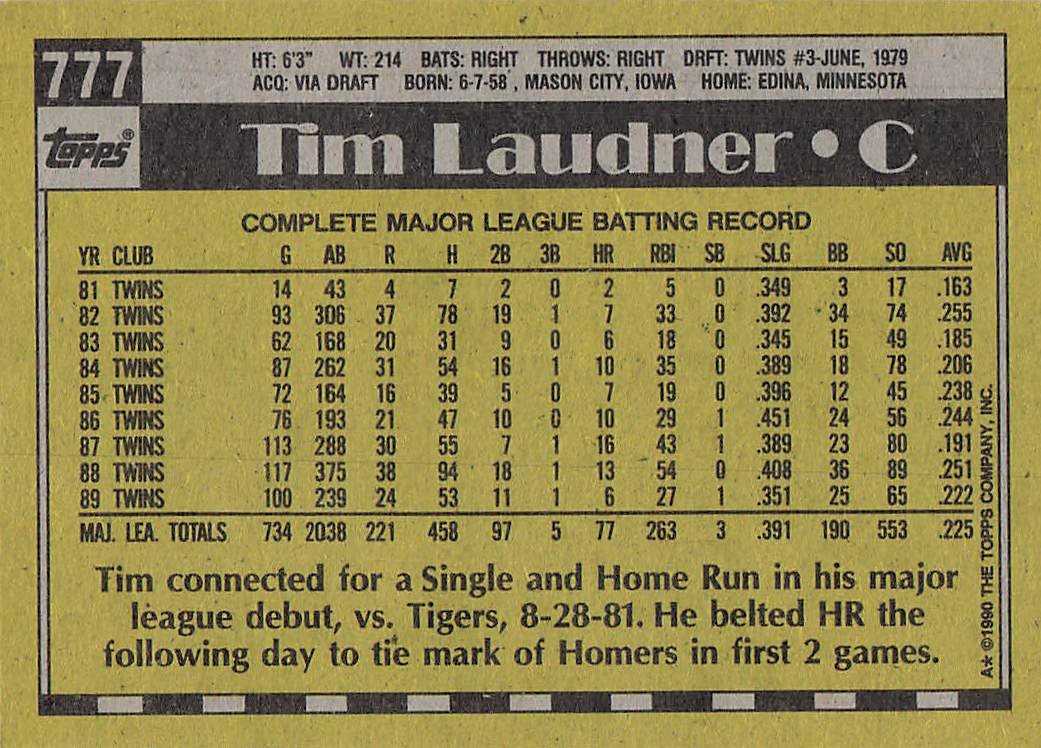 777
HT: 6'3" WT: 214 BATS: RIGHT THROWS: RIGHT DRFT: TWINS #3-JUNE, 1979
ACQ: VIA DRAFT BORN: 6-7-58, MASON CITY, IOWA HOME: EDINA, MINNESOTA
topps®
Tim Laudner • C
COMPLETE MAJOR LEAGUE BATTING RECORD
YR CLUB G AB R H 2B 3B HR RBI SB SLG BB SO AVG
81 TWINS 14 43 4 7 2 0 2 5 0 .349 3 17 .163
82 TWINS 93 306 37 78 19 1 7 33 0 .392 34 74 .255
83 TWINS 62 168 20 31 9 0 6 18 0 .345 15 49 .185
84 TWINS 87 262 31 54 16 1 10 35 0 .389 18 78 .206
85 TWINS 72 164 16 39 5 0 7 19 0 .396 12 45 .238
86 TWINS 76 193 21 47 10 0 10 29 1 .451 24 56 .244
87 TWINS 113 288 30 55 7 1 16 43 1 .389 23 80 .191
88 TWINS 117 375 38 94 18 1 13 54 0 .408 36 89 .251
89 TWINS 100 239 24 53 11 1 6 27 1 .351 25 65 .222
MAJ. LEA. TOTALS 734 2038 221 458 97 5 77 263 3 .391 190 553 .225
Tim connected for a Single and Home Run in his major
league debut, vs. Tigers, 8-28-81. He belted HR the
following day to tie mark of Homers in first 2 games.
A★ ©1990 THE TOPPS COMPANY, INC.